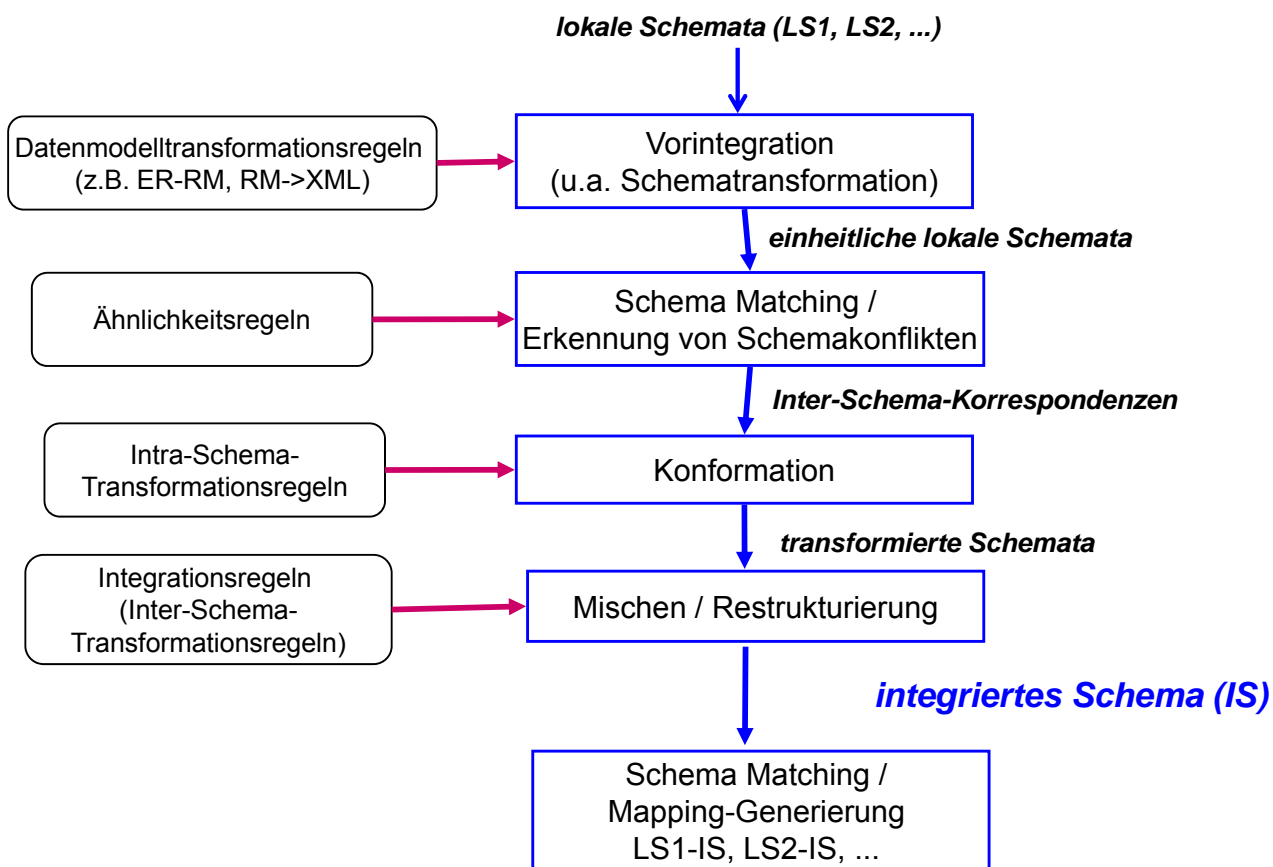 lokale Schemata (LS1, LS2, ...)
Datenmodelltransformationsregeln
(z.B. ER-RM, RM->XML)
Vorintegration
(u.a. Schematransformation)
einheitliche lokale Schemata
Ähnlichkeitsregeln
Schema Matching /
Erkennung von Schemakonflikten
Inter-Schema-Korrespondenzen
Intra-Schema-
Transformationsregeln
Konformation
transformierte Schemata
Integrationsregeln
(Inter-Schema-
Transformationsregeln)
Mischen / Restrukturierung
integriertes Schema (IS)
Schema Matching /
Mapping-Generierung
LS1-IS, LS2-IS, ...